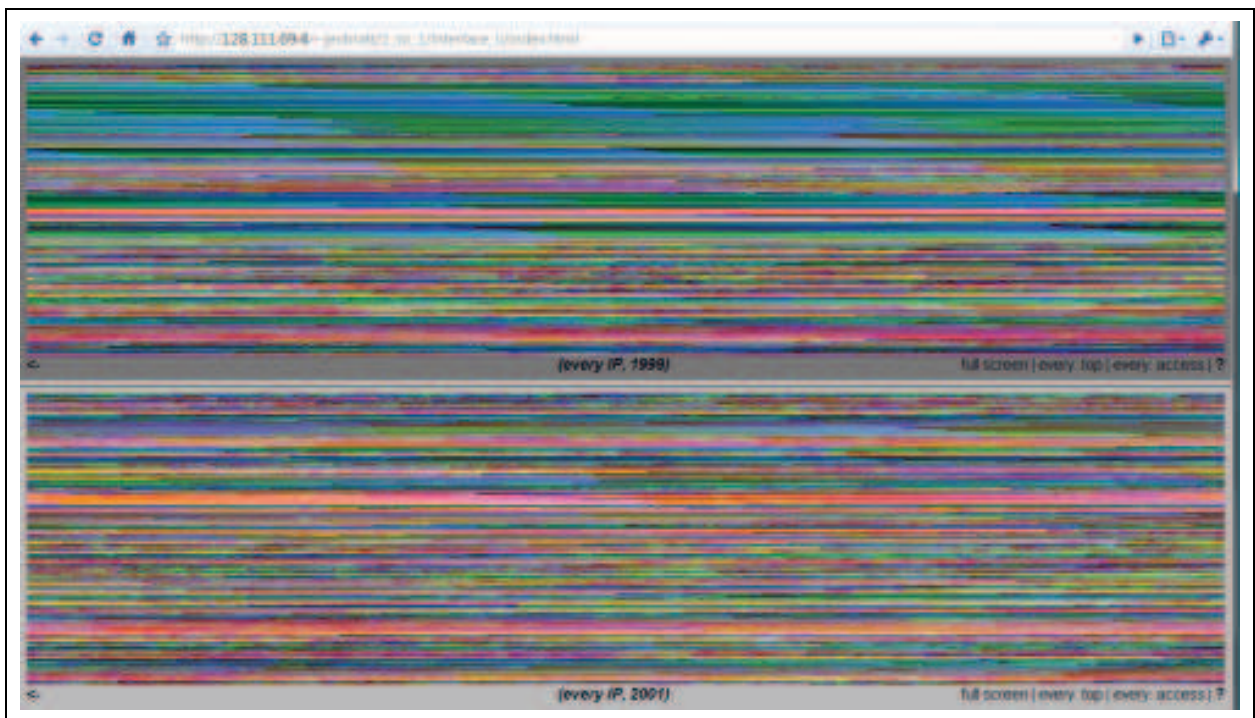 (every IP, 1999)
full screen | every: top | every: access | ?
(every IP, 2001)
full screen | every: top | every: access | ?